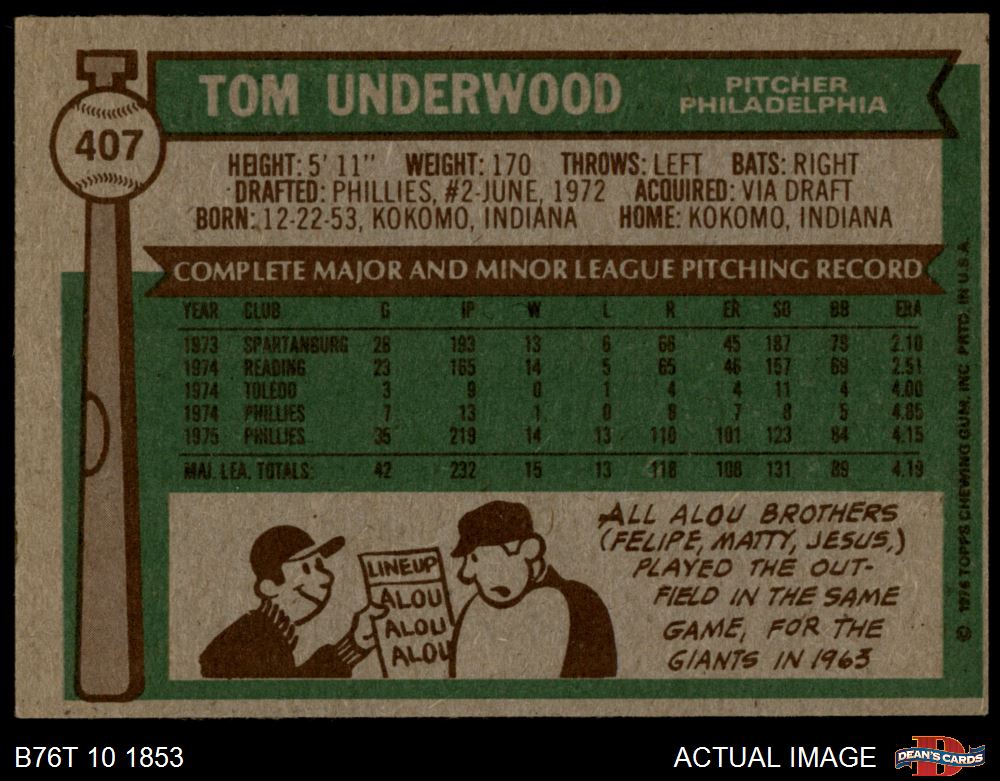 407
TOM UNDERWOOD
PITCHER
PHILADELPHIA
HEIGHT: 5' 11" WEIGHT: 170 THROWS: LEFT BATS: RIGHT
DRAFTED: PHILLIES, #2-JUNE, 1972 ACQUIRED: VIA DRAFT
BORN: 12-22-53, KOKOMO, INDIANA HOME: KOKOMO, INDIANA
COMPLETE MAJOR AND MINOR LEAGUE PITCHING RECORD
YEAR CLUB G IP W L R ER SO BB ERA
1973 SPARTANBURG 28 193 13 6 66 45 187 79 2.10
1974 READING 23 165 14 5 65 46 157 69 2.51
1974 TOLEDO 3 9 0 1 4 4 11 4 4.00
1974 PHILLIES 7 13 1 0 8 7 8 5 4.85
1975 PHILLIES 35 219 14 13 110 101 123 84 4.15
MAJ. LEA. TOTALS: 42 232 15 13 118 108 131 89 4.19
LINEUP
ALOU
ALOU
ALOU
ALL ALOU BROTHERS
(FELIPE, MATTY, JESUS,)
PLAYED THE OUT-
FIELD IN THE SAME
GAME, FOR THE
GIANTS IN 1963
© 1976 TOPPS CHEWING GUM, INC. PRTD. IN U.S.A.
B76T 10 1853
ACTUAL IMAGE
D
DEAN'S CARDS